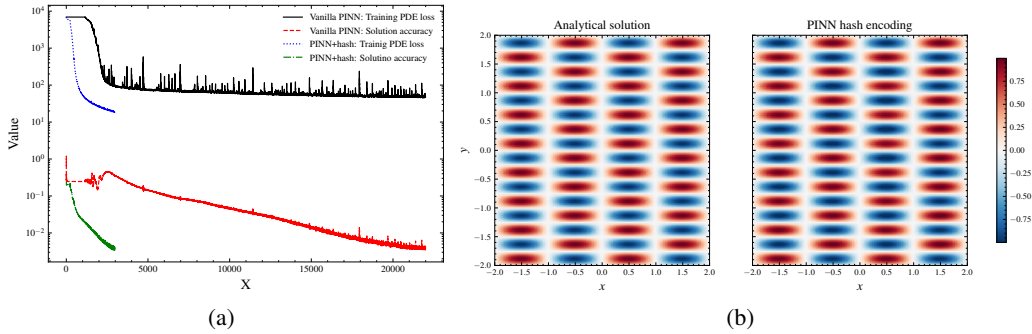 Vanilla PINN: Training PDE loss
Vanilla PINN: Solution accuracy
PINN+hash: Trainig PDE loss
PINN+hash: Solutino accuracy
10^4
10^3
10^2
10^1
10^0
10^-1
10^-2
Value
0 5000 10000 15000 20000
X
(a)
Analytical solution
PINN hash encoding
2.0
1.5
1.0
0.5
0.0
−0.5
−1.0
−1.5
−2.0
y
−2.0 −1.5 −1.0 −0.5 0.0 0.5 1.0 1.5 2.0
x
−2.0 −1.5 −1.0 −0.5 0.0 0.5 1.0 1.5 2.0
x
0.75
0.50
0.25
0.00
−0.25
−0.50
−0.75
(b)